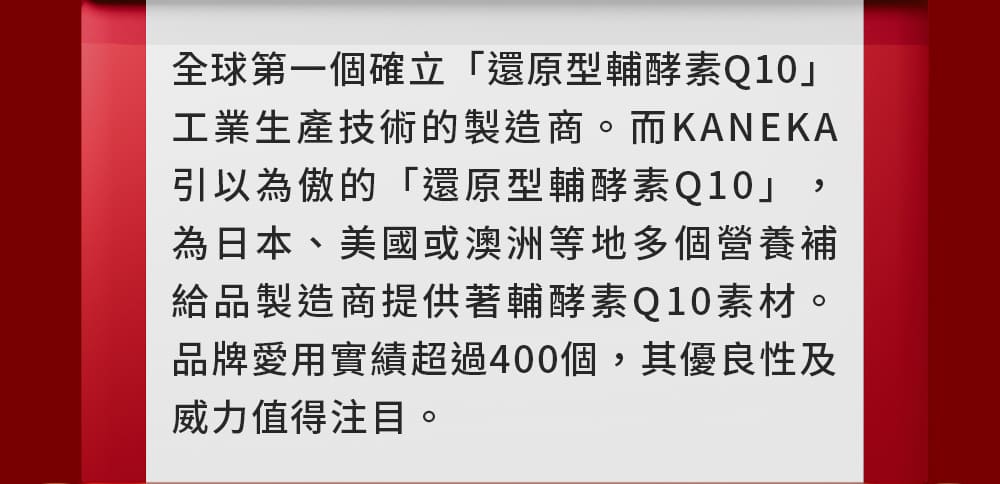 全球第一個確立「還原型輔酵素Q10」
工業生產技術的製造商。而KANEKA
引以為傲的「還原型輔酵素Q10」，
為日本、美國或澳洲等地多個營養補
給品製造商提供著輔酵素Q10素材。
品牌愛用實績超過400個，其優良性及
威力值得注目。